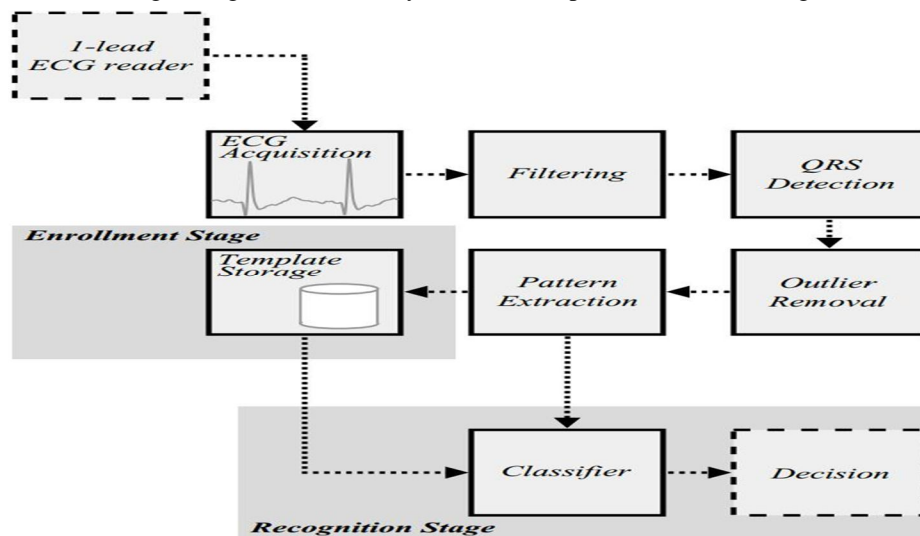 1-lead
ECG reader
ECG
Acquisition
Filtering
QRS
Detection
Enrollment Stage
Template
Storage
Pattern
Extraction
Outlier
Removal
Classifier
Decision
Recognition Stage